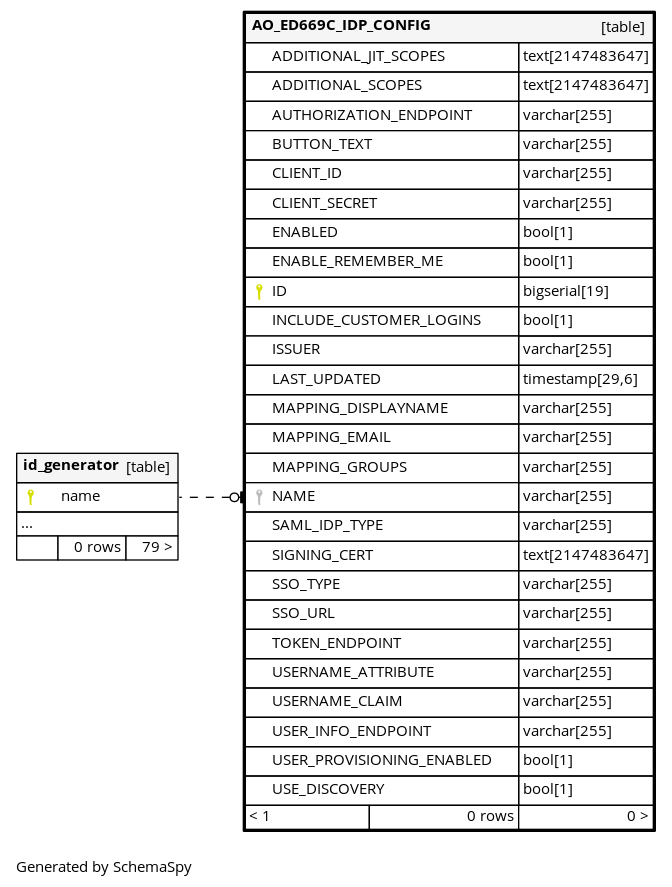 AO_ED669C_IDP_CONFIG [table]
ADDITIONAL_JIT_SCOPES text[2147483647]
ADDITIONAL_SCOPES text[2147483647]
AUTHORIZATION_ENDPOINT varchar[255]
BUTTON_TEXT varchar[255]
CLIENT_ID varchar[255]
CLIENT_SECRET varchar[255]
ENABLED bool[1]
ENABLE_REMEMBER_ME bool[1]
ID bigserial[19]
INCLUDE_CUSTOMER_LOGINS bool[1]
ISSUER varchar[255]
LAST_UPDATED timestamp[29,6]
MAPPING_DISPLAYNAME varchar[255]
MAPPING_EMAIL varchar[255]
MAPPING_GROUPS varchar[255]
NAME varchar[255]
SAML_IDP_TYPE varchar[255]
SIGNING_CERT text[2147483647]
SSO_TYPE varchar[255]
SSO_URL varchar[255]
TOKEN_ENDPOINT varchar[255]
USERNAME_ATTRIBUTE varchar[255]
USERNAME_CLAIM varchar[255]
USER_INFO_ENDPOINT varchar[255]
USER_PROVISIONING_ENABLED bool[1]
USE_DISCOVERY bool[1]
< 1 0 rows 0 >
id_generator [table]
name
...
0 rows 79 >
Generated by SchemaSpy